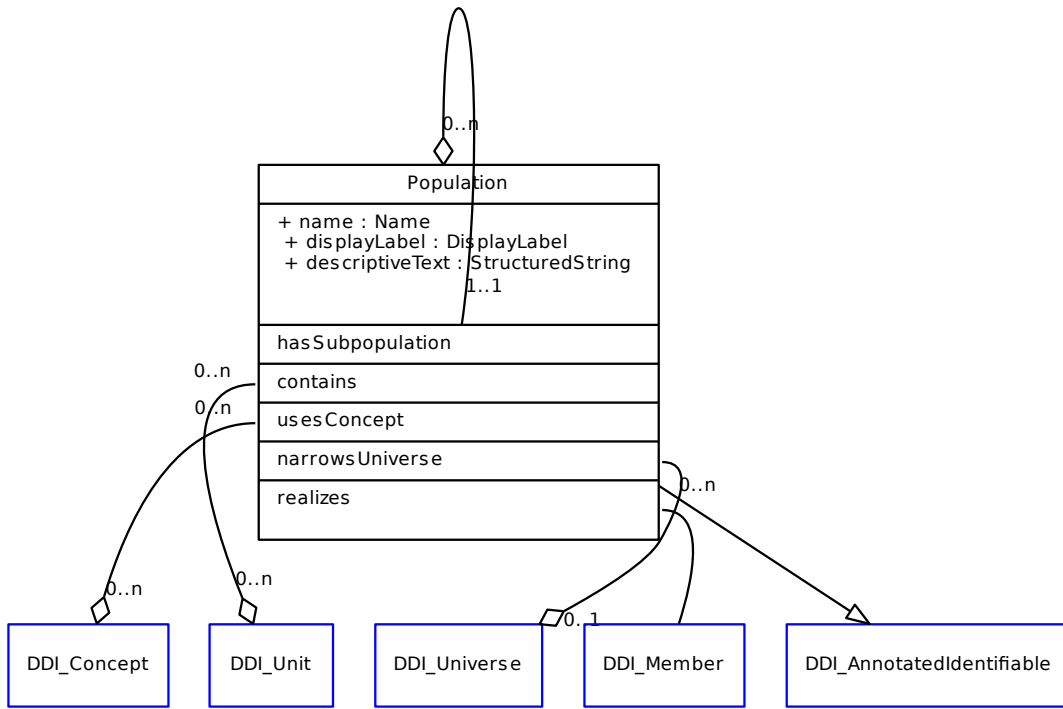 0..n
Population
+ name : Name
+ displayLabel : DisplayLabel
+ descriptiveText : StructuredString
1..1
hasSubpopulation
0..n
contains
0..n
usesConcept
narrowsUniverse
0..n
realizes
0..n
0..n
0..1
DDI_Concept
DDI_Unit
DDI_Universe
DDI_Member
DDI_AnnotatedIdentifiable